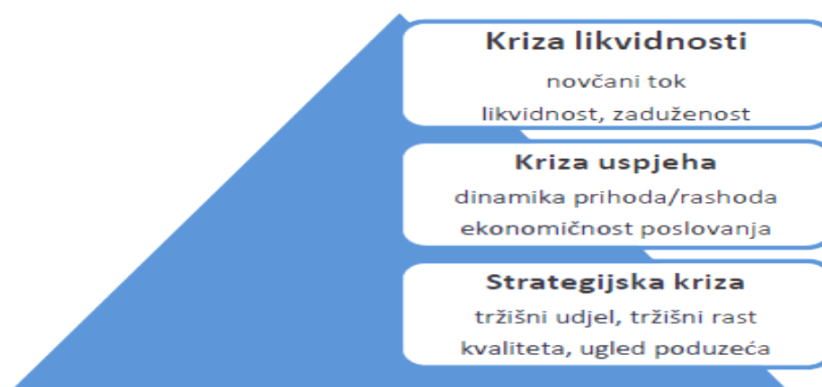 Kriza likvidnosti
novčani tok
likvidnost, zaduženost
Kriza uspjeha
dinamika prihoda/rashoda
ekonomičnost poslovanja
Strategijska kriza
tržišni udjel, tržišni rast
kvaliteta, ugled poduzeća